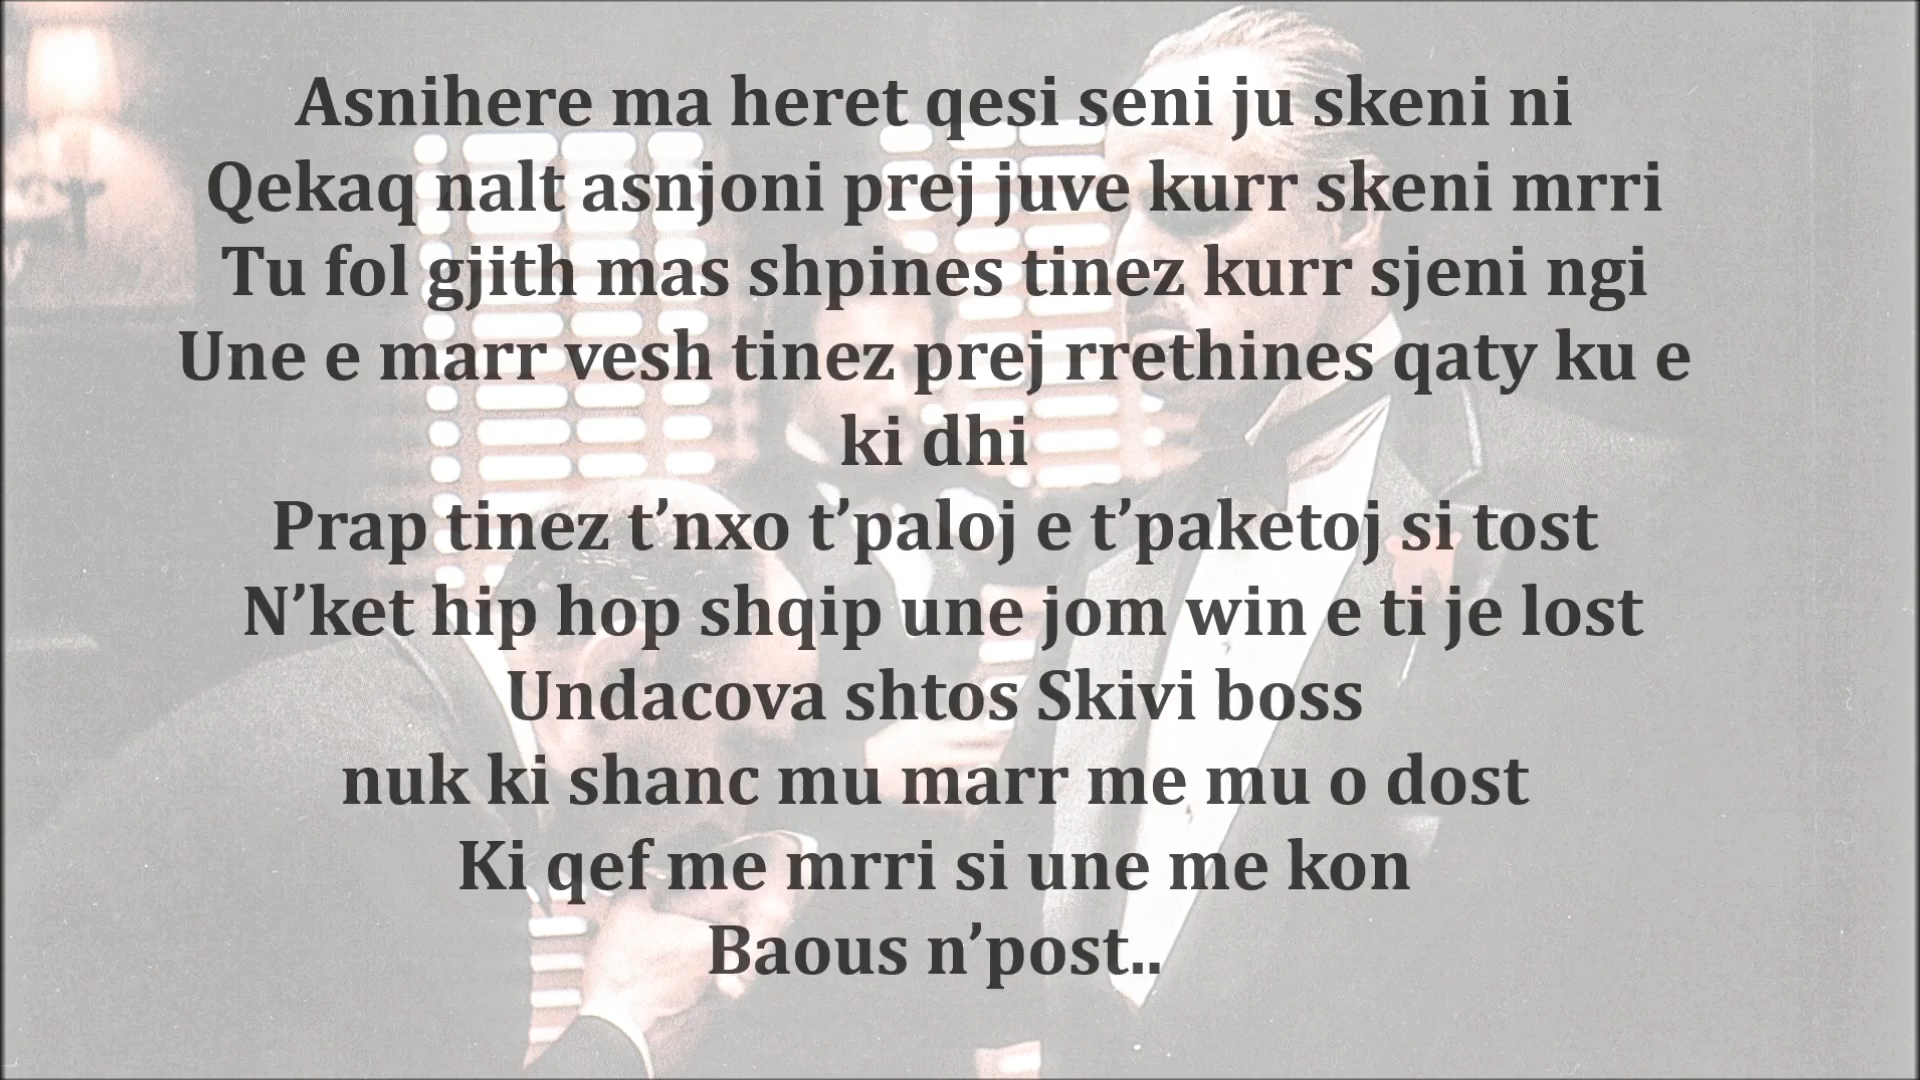 Asnihere ma heret qesi seni ju skeni ni
Qekaq nalt asnjoni prej juve kurr skeni mrri
Tu fol gjith mas shpines tinez kurr sjeni ngi
Une e marr vesh tinez prej rrethines qaty ku e
ki dhi
Prap tinez t’nxo t’paloj e t’paketoj si tost
N’ket hip hop shqip une jom win e ti je lost
Undacova shtos Skivi boss
nuk ki shanc mu marr me mu o dost
Ki qef me mrri si une me kon
Baous n’post..